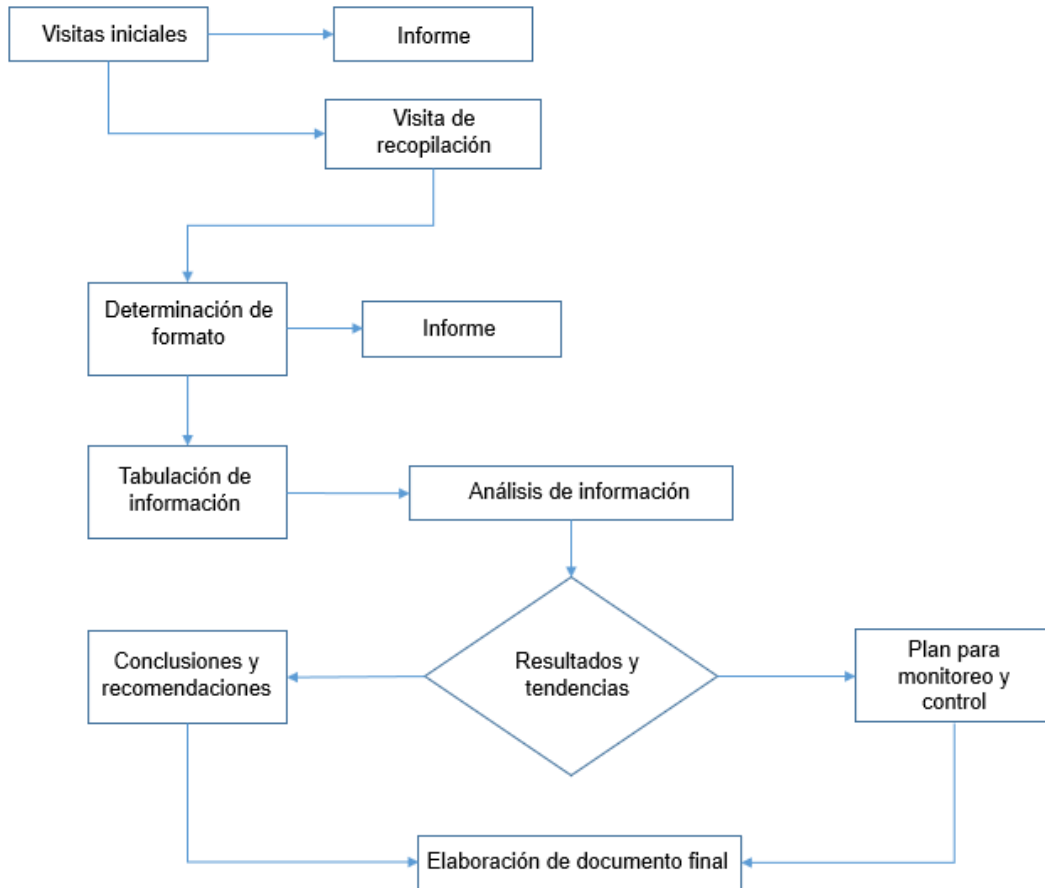 Visitas iniciales
Informe
Visita de
recopilación
Determinación de
formato
Informe
Tabulación de
información
Análisis de información
Conclusiones y
recomendaciones
Resultados y
tendencias
Plan para
monitoreo y
control
Elaboración de documento final